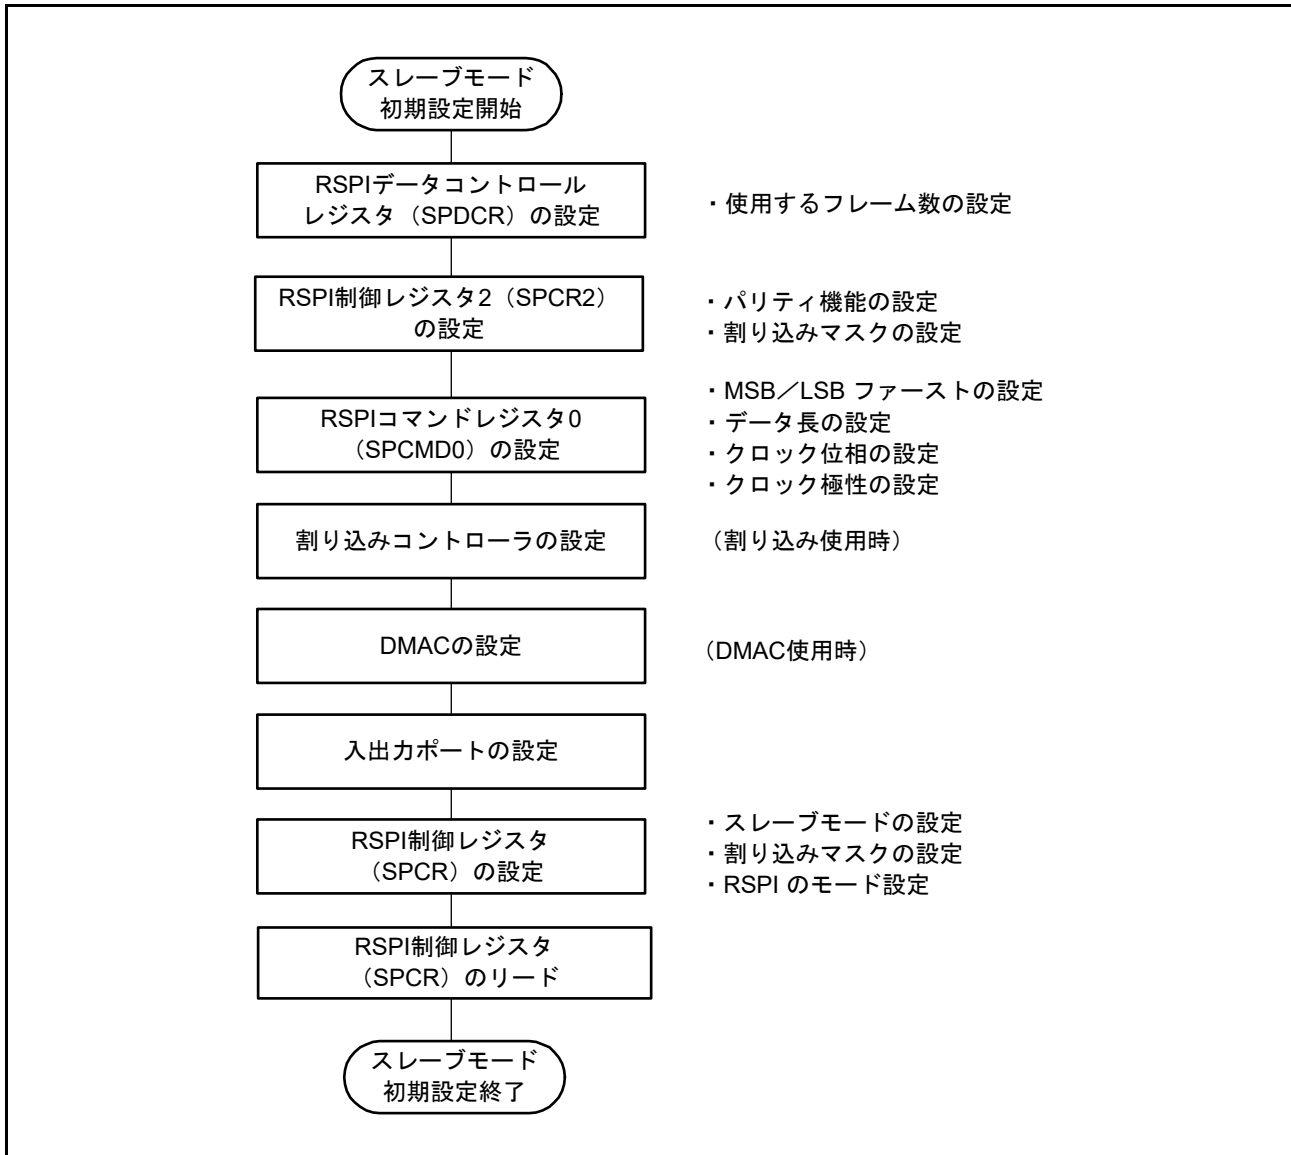 スレーブモード
初期設定開始
RSPIデータコントロール
レジスタ（SPDCR）の設定
・使用するフレーム数の設定
RSPI制御レジスタ2（SPCR2）
の設定
・パリティ機能の設定
・割り込みマスクの設定
RSPIコマンドレジスタ0
（SPCMD0）の設定
・MSB／LSB ファーストの設定
・データ長の設定
・クロック位相の設定
・クロック極性の設定
割り込みコントローラの設定
（割り込み使用時）
DMACの設定
（DMAC使用時）
入出力ポートの設定
RSPI制御レジスタ
（SPCR）の設定
・スレーブモードの設定
・割り込みマスクの設定
・RSPI のモード設定
RSPI制御レジスタ
（SPCR）のリード
スレーブモード
初期設定終了